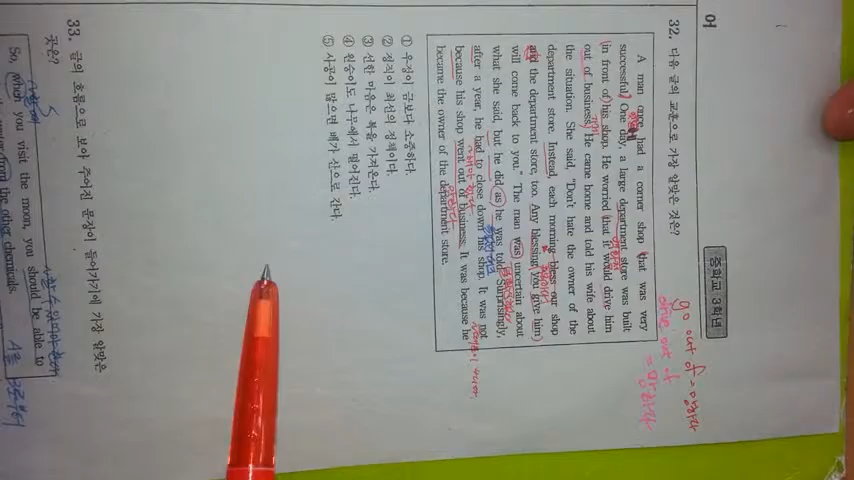 어
중학교 3학년
32. 다음 글의 교훈으로 가장 알맞은 것은?
go out of = 망하다
out of
= 망하다
A man once had a corner shop that was very
successful. One day, a large department store was built
in front of his shop. He worried that it would drive him
out of business. He came home and told his wife about
the situation. She said, "Don't hate the owner of the
department store. Instead, each morning bless our shop
and the department store, too. Any blessing you give him
will come back to you." The man was uncertain about
what she said, but he did as he was told. Surprisingly,
after a year, he had to close down his shop. It was not
because his shop went out of business. It was because he
became the owner of the department store.
① 우정이 금보다 소중하다.
② 정직이 최선의 정책이다.
③ 선한 마음은 복을 가져온다.
④ 원숭이도 나무에서 떨어진다.
⑤ 사공이 많으면 배가 산으로 간다.
33. 글의 흐름으로 보아 주어진 문장이 들어가기에 가장 알맞은
곳은?
S
So, when you visit the moon, you should be able to
water from the other chemicals.